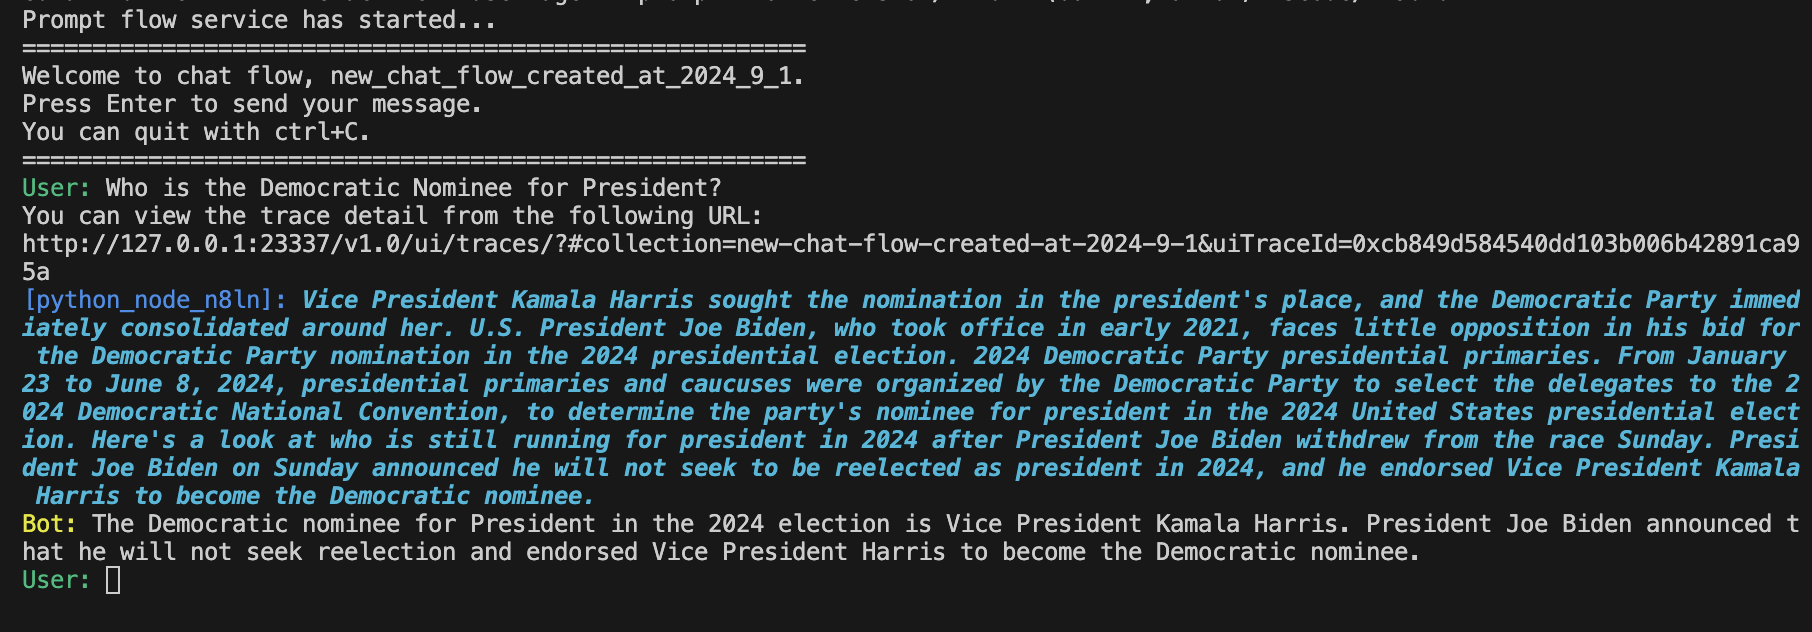 Prompt flow service has started...
========================================================
Welcome to chat flow, new_chat_flow_created_at_2024_9_1.
Press Enter to send your message.
You can quit with ctrl+C.
========================================================
User: Who is the Democratic Nominee for President?
You can view the trace detail from the following URL:
http://127.0.0.1:23337/v1.0/ui/traces/?#collection=new-chat-flow-created-at-2024-9-1&uiTraceId=0xcb849d584540dd103b006b42891ca9
5a
[python_node_n8ln]: Vice President Kamala Harris sought the nomination in the president's place, and the Democratic Party immed
iately consolidated around her. U.S. President Joe Biden, who took office in early 2021, faces little opposition in his bid for
 the Democratic Party nomination in the 2024 presidential election. 2024 Democratic Party presidential primaries. From January
23 to June 8, 2024, presidential primaries and caucuses were organized by the Democratic Party to select the delegates to the 2
024 Democratic National Convention, to determine the party's nominee for president in the 2024 United States presidential elect
ion. Here's a look at who is still running for president in 2024 after President Joe Biden withdrew from the race Sunday. Presi
dent Joe Biden on Sunday announced he will not seek to be reelected as president in 2024, and he endorsed Vice President Kamala
 Harris to become the Democratic nominee.
Bot: The Democratic nominee for President in the 2024 election is Vice President Kamala Harris. President Joe Biden announced t
hat he will not seek reelection and endorsed Vice President Harris to become the Democratic nominee.
User: